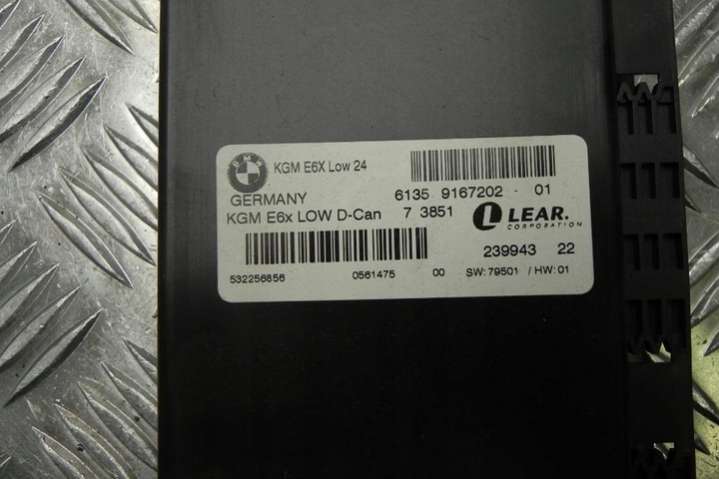 BMW
KGM E6X Low 24
GERMANY
6135 9167202 - 01
KGM E6x LOW D-Can 7 3851
LEAR.
CORPORATION
239943 22
532256856 0561475 00 SW: 79501 / HW: 01